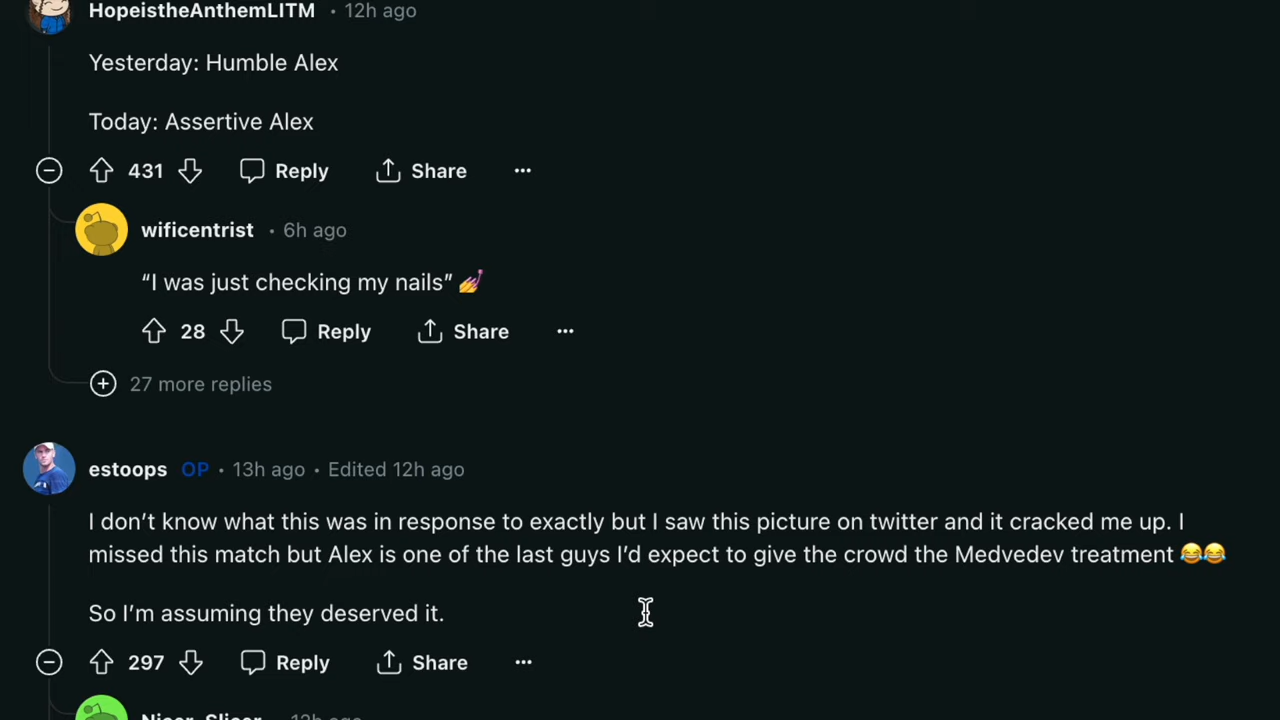 HopeistheAnthemLITM • 12h ago
Yesterday: Humble Alex
Today: Assertive Alex
431 Reply Share ...
wificentrist • 6h ago
“I was just checking my nails” 💅
28 Reply Share ...
27 more replies
estoops OP • 13h ago • Edited 12h ago
I don’t know what this was in response to exactly but I saw this picture on twitter and it cracked me up. I
missed this match but Alex is one of the last guys I’d expect to give the crowd the Medvedev treatment 😂😂
So I’m assuming they deserved it.
297 Reply Share ...
Nicer_Slicer 12h ago